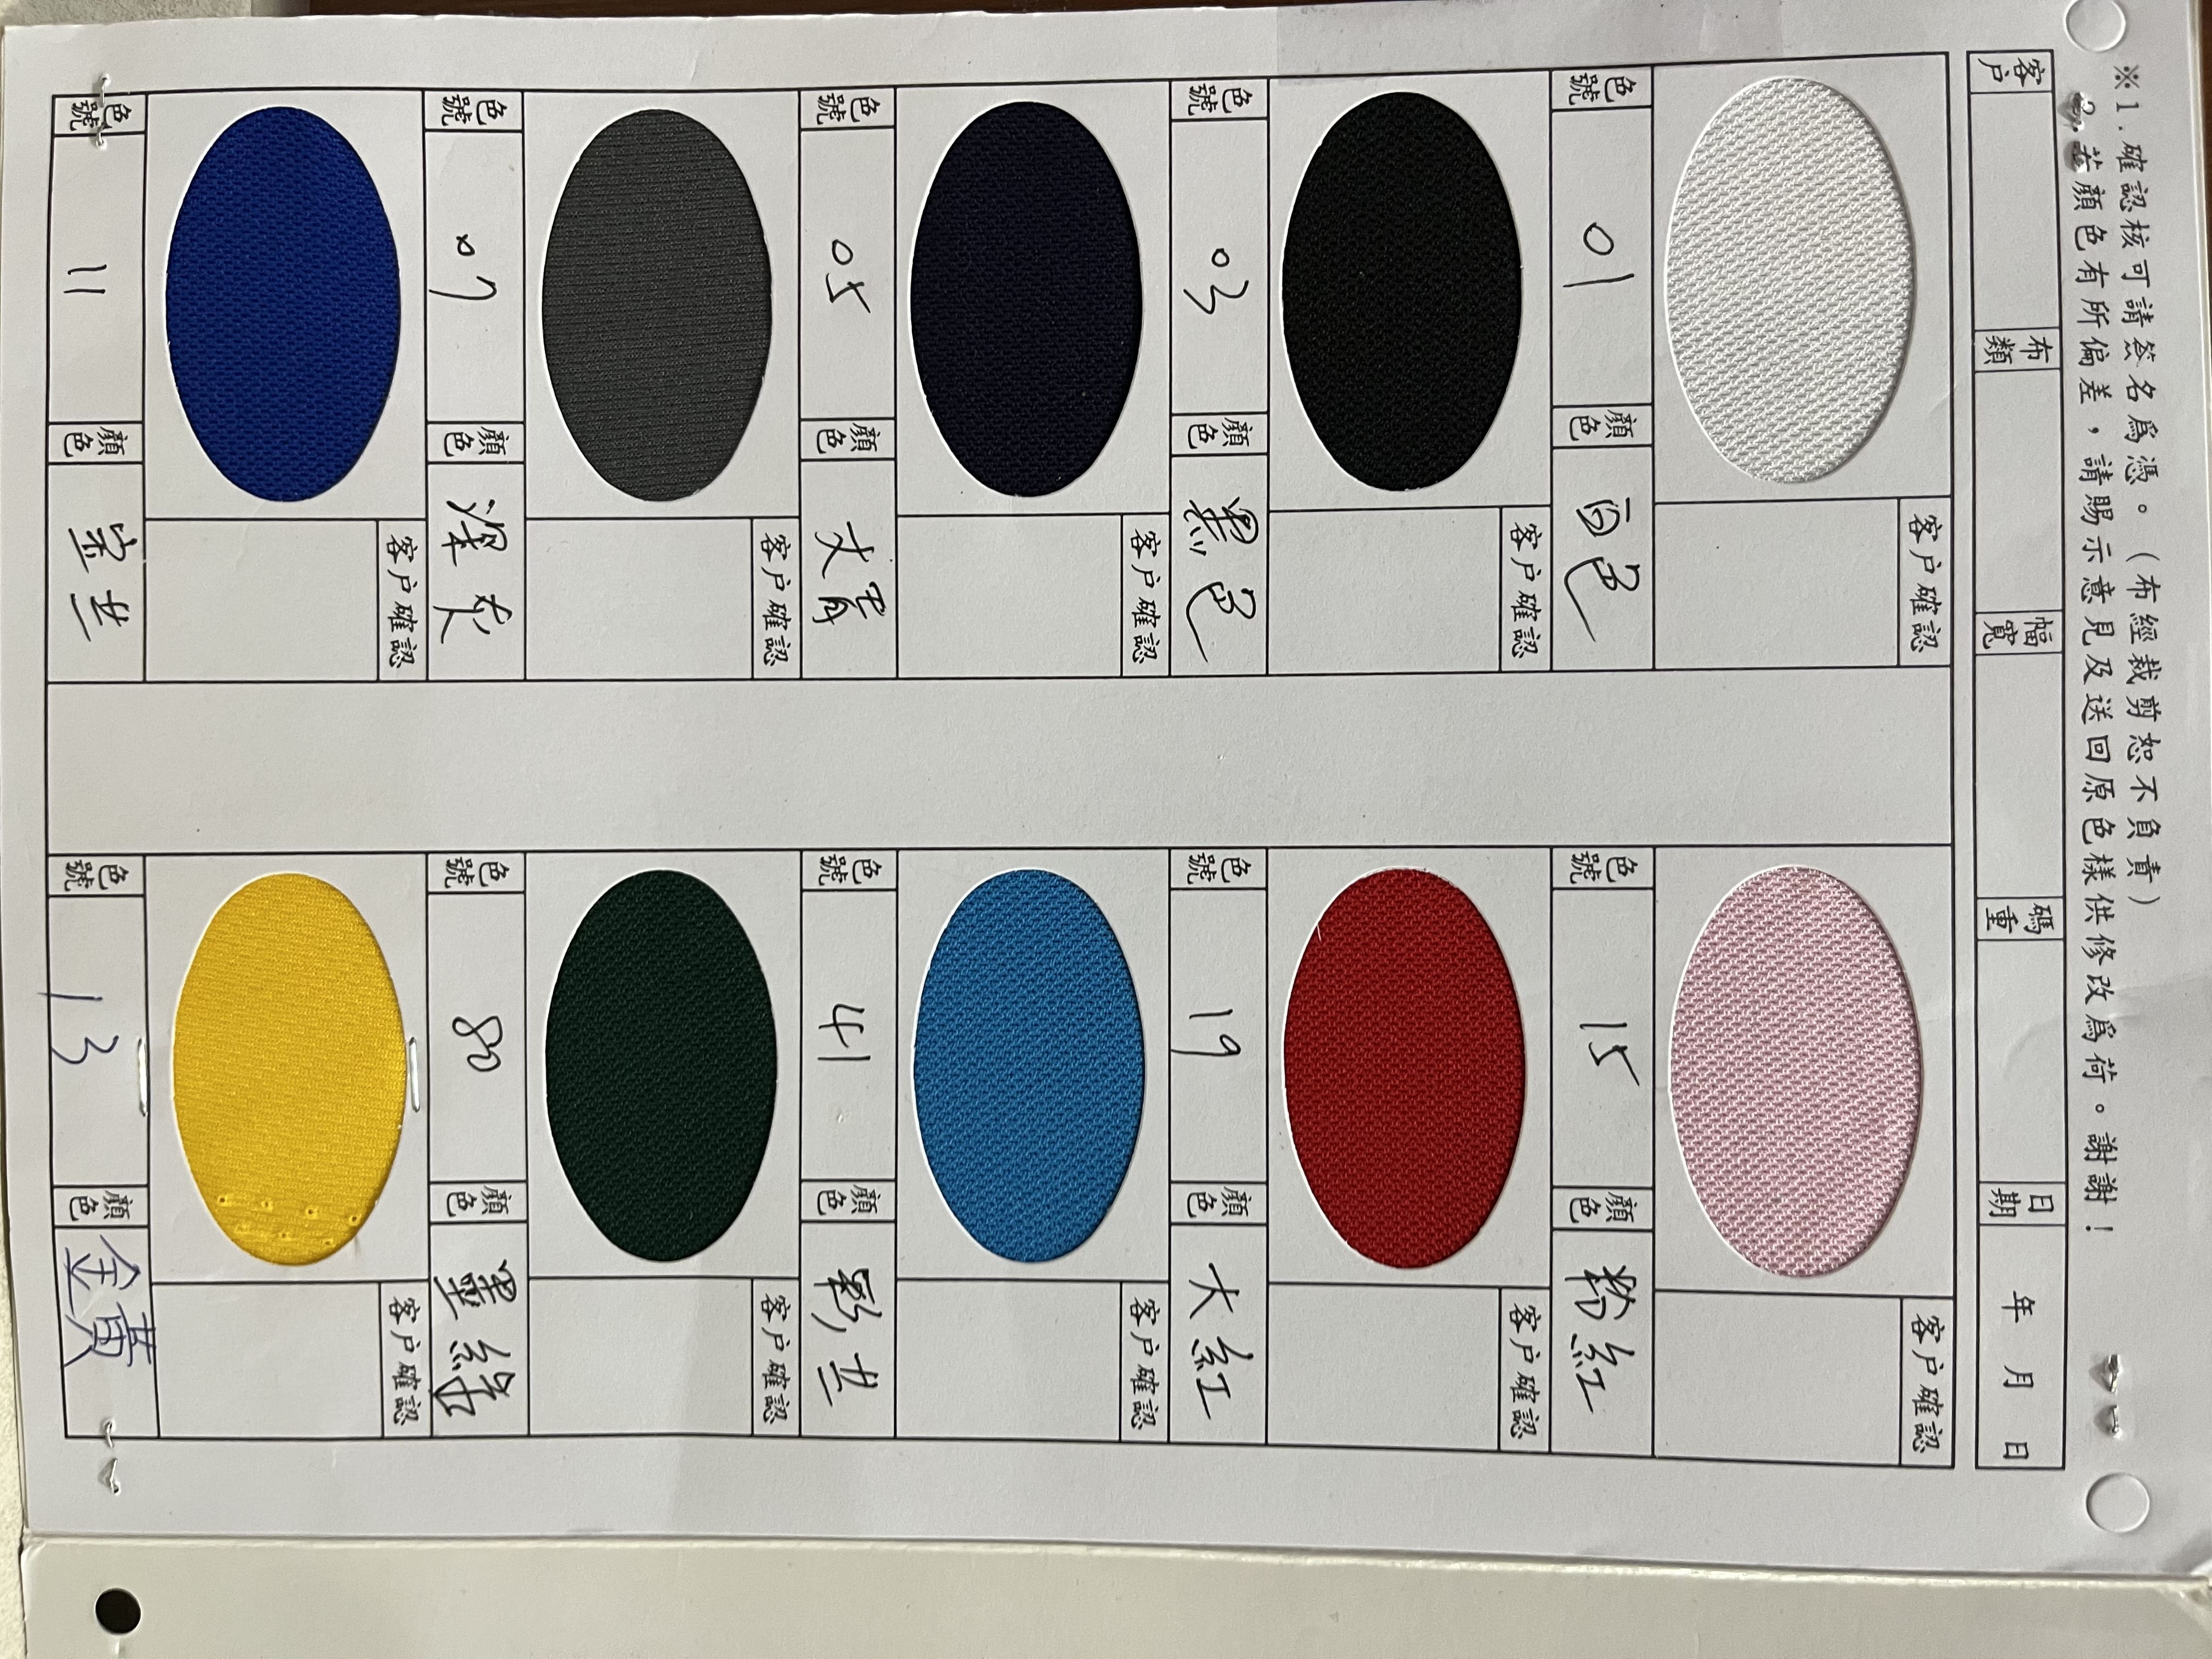 ※1.確認核可請簽名爲憑。(布經裁剪恕不負責)
2.若顏色有所偏差，請賜示意見及送回原色樣供修改爲荷。謝謝！
客户 布類 幅寬 碼重 日期 年 月 日
客户確認 客户確認
色號 01 顏色 白色 色號 15 顏色 粉紅
客户確認 客户確認
色號 03 顏色 黑色 色號 19 顏色 大紅
客户確認 客户確認
色號 05 顏色 丈青 色號 41 顏色 彩兰
客户確認 客户確認
色號 07 顏色 深灰 色號 80 顏色 墨綠
客户確認 客户確認
色號 11 顏色 宝兰 色號 13 顏色 金黃